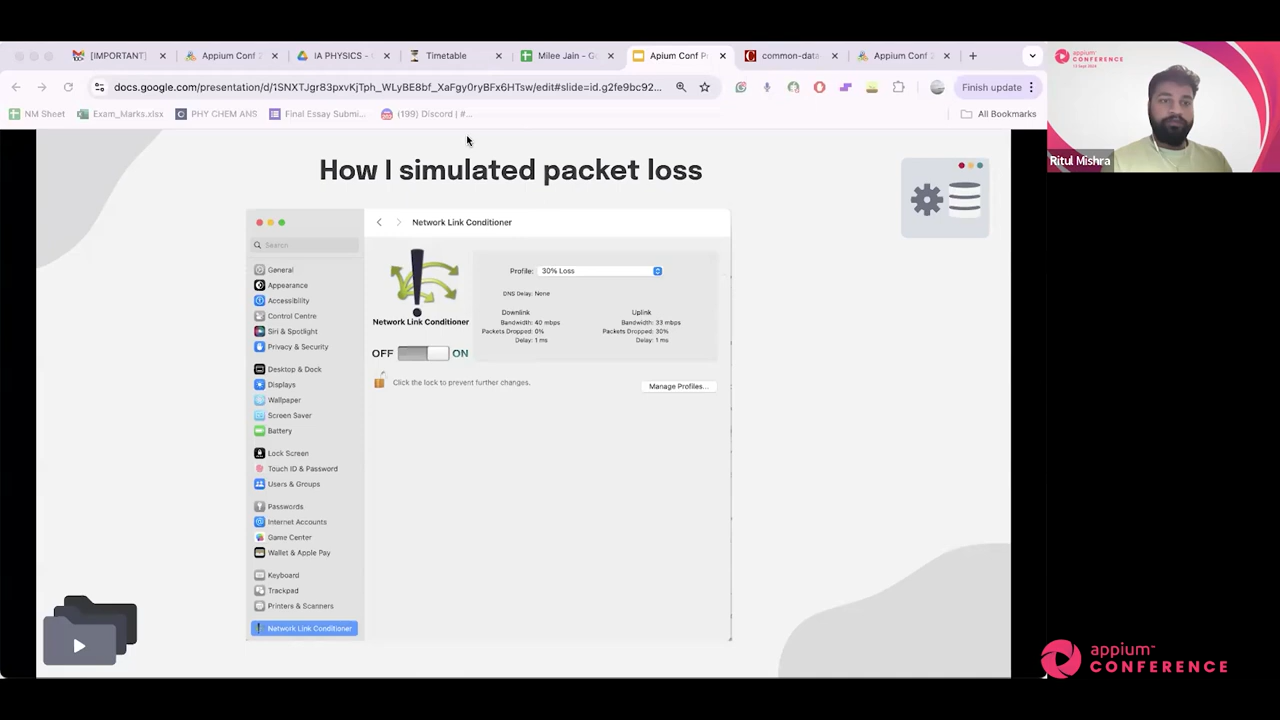 [IMPORTANT]
Appium Conf 2
IA PHYSICS -
Timetable
Milee Jain - G
Apium Conf P
common-data
Appium Conf 2
docs.google.com/presentation/d/1SNXTJgr83pxvKjTph_WLyBE8bf_XaFgy0ryBFx6HTsw/edit#slide=id.g2fe9bc92...
Finish update
NM Sheet
Exam_Marks.xlsx
PHY CHEM ANS
Final Essay Submi...
(199) Discord | #...
All Bookmarks
appium
CONFERENCE
Ritul Mishra
How I simulated packet loss
Network Link Conditioner
Search
General
Appearance
Accessibility
Control Centre
Siri & Spotlight
Privacy & Security
Desktop & Dock
Displays
Wallpaper
Screen Saver
Battery
Lock Screen
Touch ID & Password
Users & Groups
Passwords
Internet Accounts
Game Center
Wallet & Apple Pay
Keyboard
Trackpad
Printers & Scanners
Network Link Conditioner
Network Link Conditioner
OFF ON
Profile: 30% Loss
DNS Delay: None
Downlink Uplink
Bandwidth: 40 mbps Bandwidth: 33 mbps
Packets Dropped: 0% Packets Dropped: 30%
Delay: 1 ms Delay: 1 ms
Click the lock to prevent further changes.
Manage Profiles...
appium™
CONFERENCE